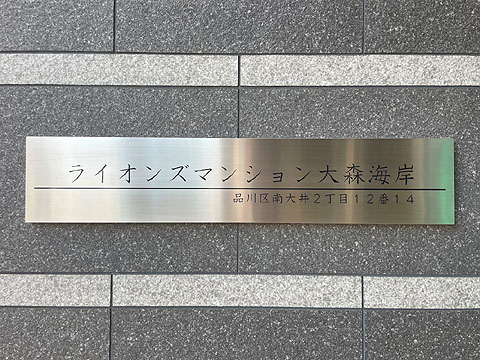 ライオンズマンション大森海岸
品川区南大井２丁目１２番１４